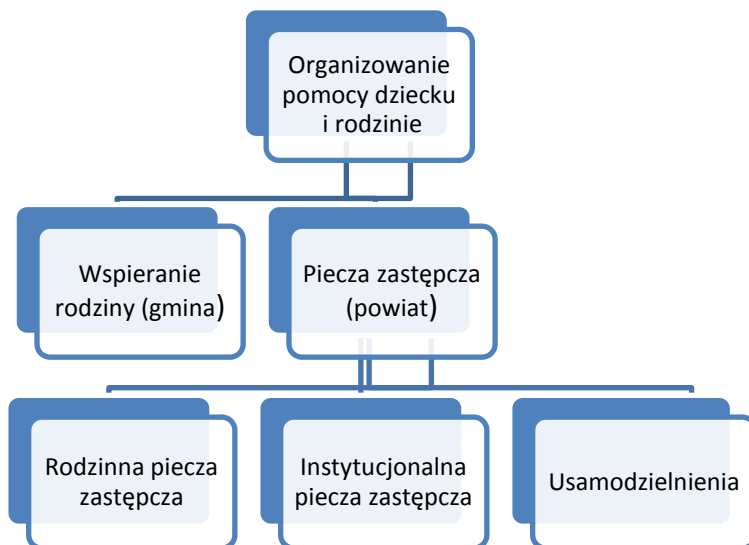 Organizowanie
pomocy dziecku
i rodzinie
Wspieranie
rodziny (gmina)
Piecza zastępcza
(powiat)
Rodzinna piecza
zastępcza
Instytucjonalna
piecza zastępcza
Usamodzielnienia